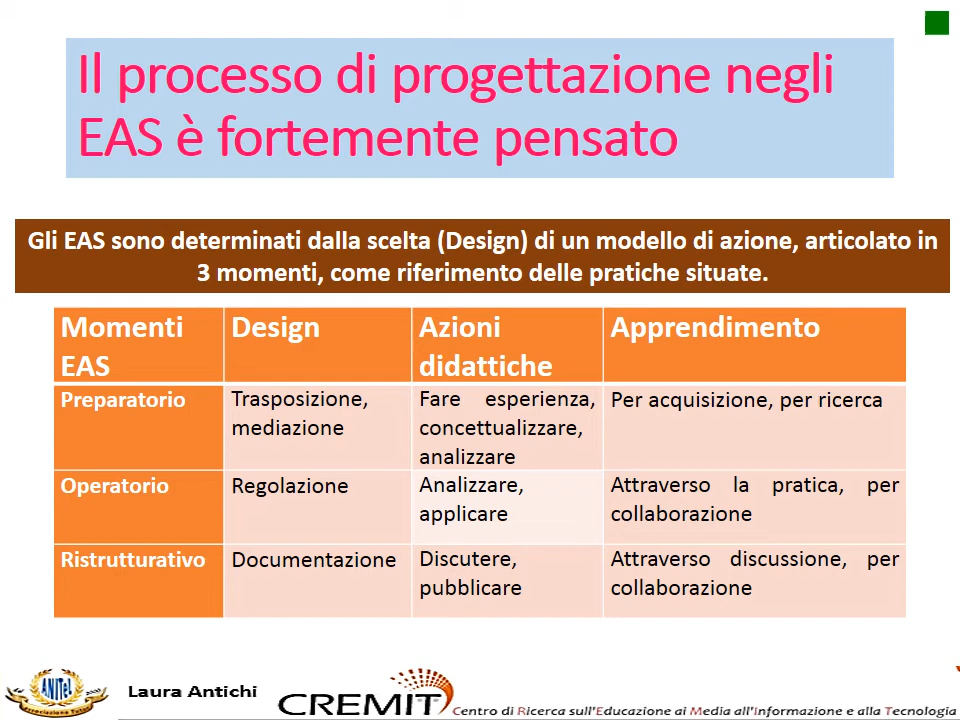 Il processo di progettazione negli
EAS è fortemente pensato
Gli EAS sono determinati dalla scelta (Design) di un modello di azione, articolato in
3 momenti, come riferimento delle pratiche situate.
Momenti
EAS
Design
Azioni
didattiche
Apprendimento
Preparatorio
Trasposizione,
mediazione
Fare esperienza,
concettualizzare,
analizzare
Per acquisizione, per ricerca
Operatorio
Regolazione
Analizzare,
applicare
Attraverso la pratica, per
collaborazione
Ristrutturativo
Documentazione
Discutere,
pubblicare
Attraverso discussione, per
collaborazione
ANITeL
Laura Antichi
CREMIT
Centro di Ricerca sull'Educazione ai Media all'Informazione e alla Tecnologia